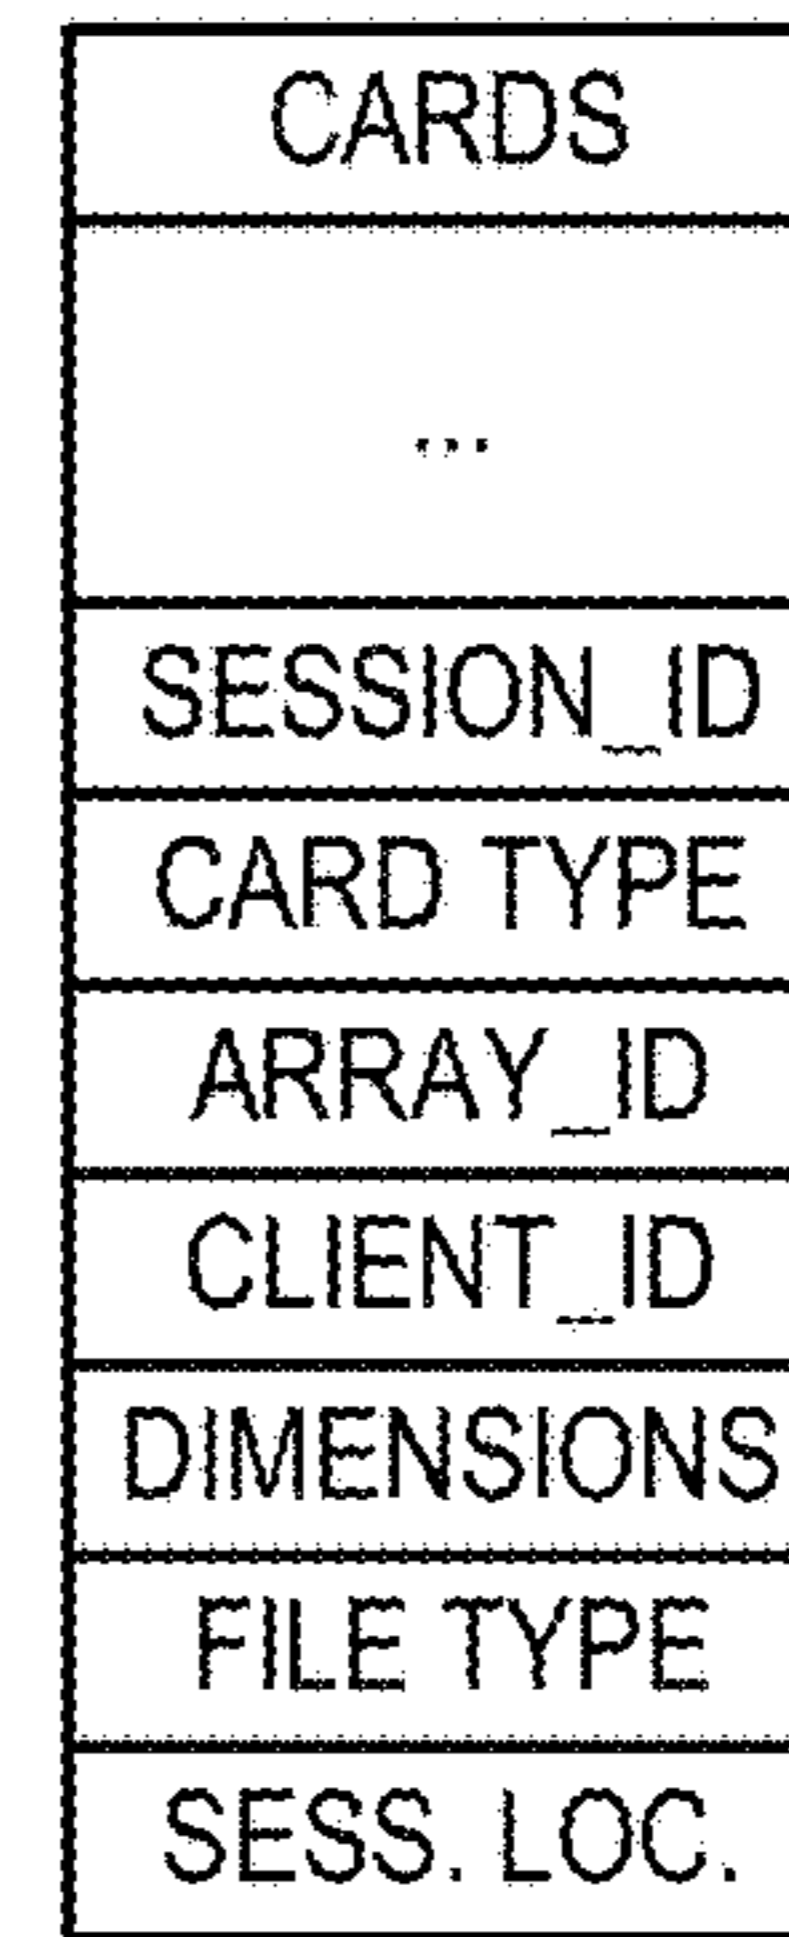 CARDS
...
SESSION_ID
CARD TYPE
ARRAY_ID
CLIENT_ID
DIMENSIONS
FILE TYPE
SESS. LOC.